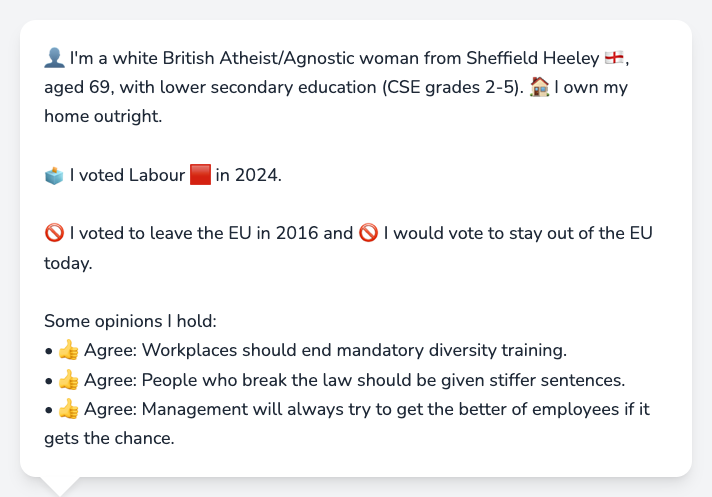 👤 I'm a white British Atheist/Agnostic woman from Sheffield Heeley 🏴󠁧󠁢󠁥󠁮󠁧󠁿,
aged 69, with lower secondary education (CSE grades 2-5). 🏠 I own my
home outright.
🗳️ I voted Labour 🟥 in 2024.
🚫 I voted to leave the EU in 2016 and 🚫 I would vote to stay out of the EU
today.
Some opinions I hold:
• 👍 Agree: Workplaces should end mandatory diversity training.
• 👍 Agree: People who break the law should be given stiffer sentences.
• 👍 Agree: Management will always try to get the better of employees if it
gets the chance.